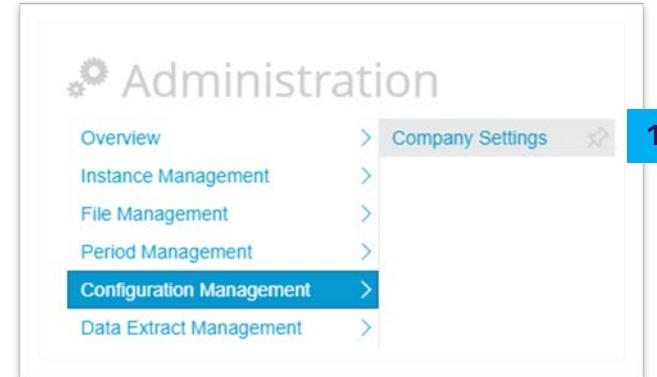 Administration
Overview
Company Settings
1
Instance Management
File Management
Period Management
Configuration Management
Data Extract Management